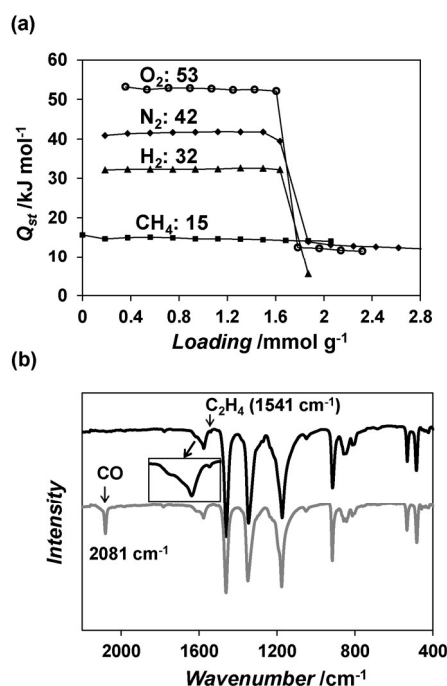 (a)
60
50
40
30
20
10
0
Q_st /kJ mol⁻¹
O₂: 53
N₂: 42
H₂: 32
CH₄: 15
0 0.4 0.8 1.2 1.6 2.0 2.4 2.8
Loading /mmol g⁻¹
(b)
C₂H₄ (1541 cm⁻¹)
CO
2081 cm⁻¹
Intensity
2000 1600 1200 800 400
Wavenumber /cm⁻¹